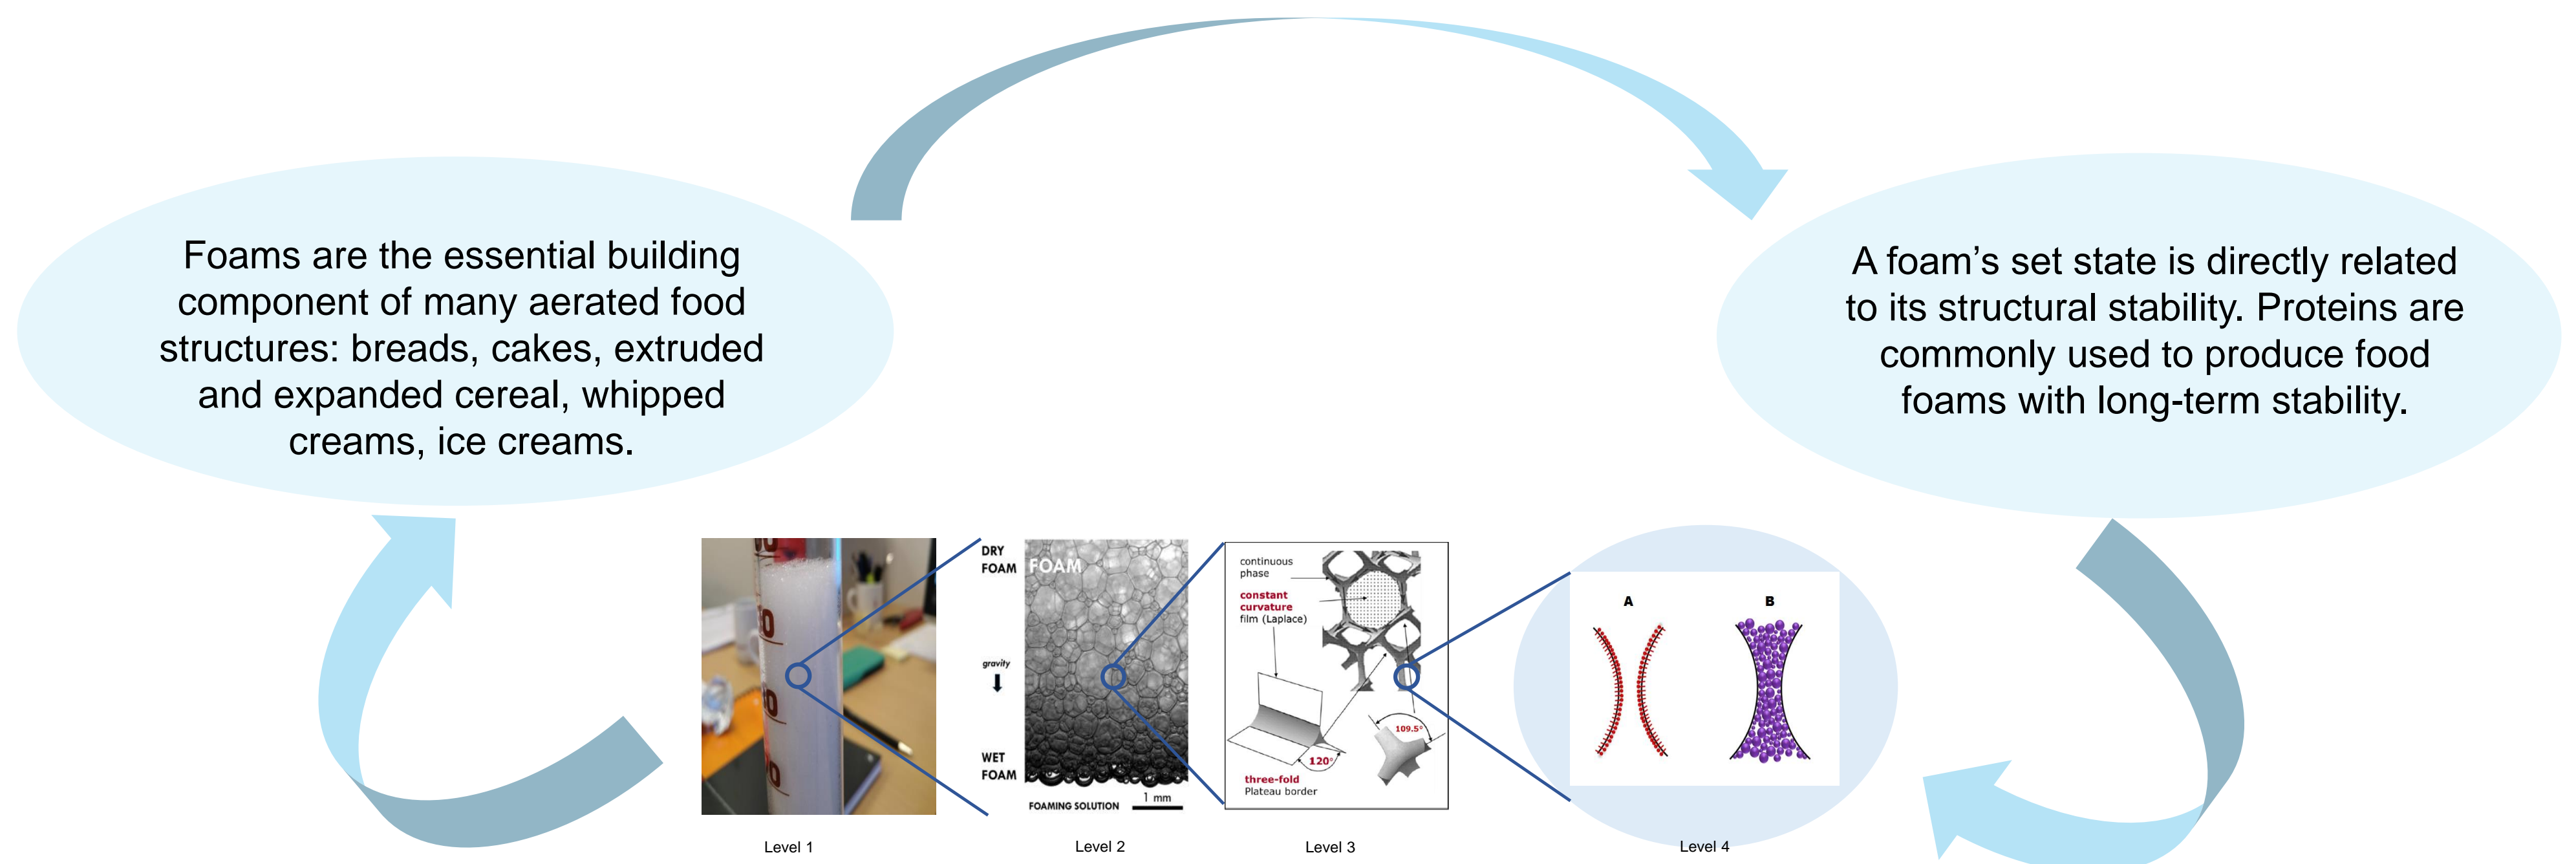 Foams are the essential building
component of many aerated food
structures: breads, cakes, extruded
and expanded cereal, whipped
creams, ice creams.
A foam’s set state is directly related
to its structural stability. Proteins are
commonly used to produce food
foams with long-term stability.
DRY
FOAM
FOAM
gravity
WET
FOAM
FOAMING SOLUTION
1 mm
continuous
phase
constant
curvature
film (Laplace)
109.5°
120°
three-fold
Plateau border
A
B
Level 1
Level 2
Level 3
Level 4